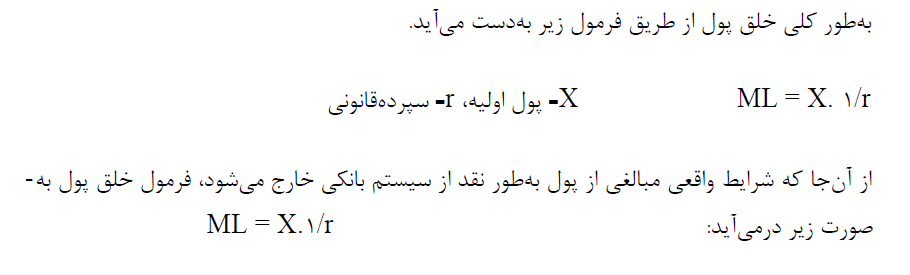 به‌طور کلی خلق پول از طریق فرمول زیر به‌دست می‌آید.
ML = X. ۱/r X- پول اولیه، r- سپرده‌قانونی
از آن‌جا که شرایط واقعی مبالغی از پول به‌طور نقد از سیستم بانکی خارج می‌شود، فرمول خلق پول به-
صورت زیر درمی‌آید: ML = X.۱/r